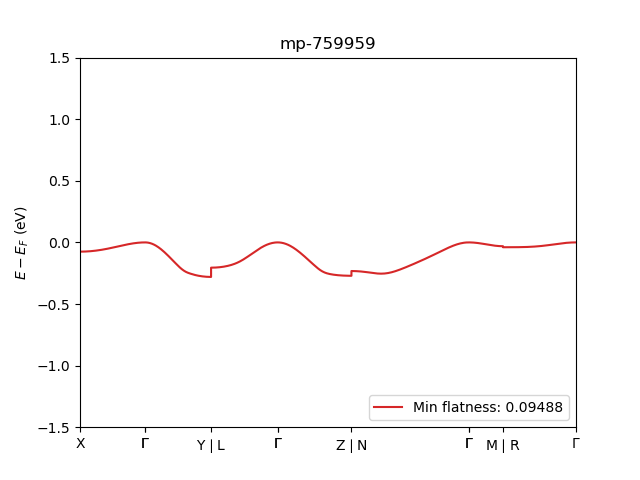 mp-759959
1.5
1.0
0.5
0.0
−0.5
−1.0
−1.5
E − E_F (eV)
Min flatness: 0.09488
X Γ Y | L Γ Z | N Γ M | R Γ